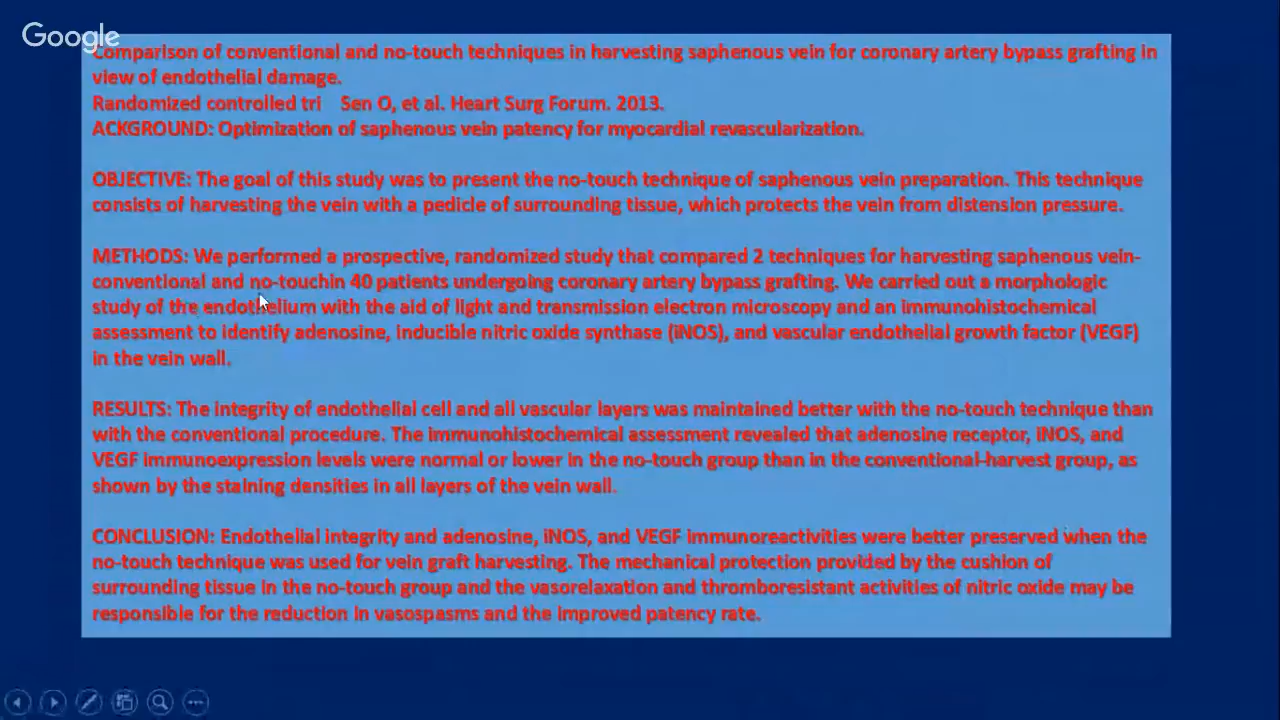 Google
Comparison of conventional and no-touch techniques in harvesting saphenous vein for coronary artery bypass grafting in
view of endothelial damage.
Randomized controlled tri Sen O, et al. Heart Surg Forum. 2013.
ACKGROUND: Optimization of saphenous vein patency for myocardial revascularization.
OBJECTIVE: The goal of this study was to present the no-touch technique of saphenous vein preparation. This technique
consists of harvesting the vein with a pedicle of surrounding tissue, which protects the vein from distension pressure.
METHODS: We performed a prospective, randomized study that compared 2 techniques for harvesting saphenous vein-
conventional and no-touchin 40 patients undergoing coronary artery bypass grafting. We carried out a morphologic
study of the endothelium with the aid of light and transmission electron microscopy and an immunohistochemical
assessment to identify adenosine, inducible nitric oxide synthase (iNOS), and vascular endothelial growth factor (VEGF)
in the vein wall.
RESULTS: The integrity of endothelial cell and all vascular layers was maintained better with the no-touch technique than
with the conventional procedure. The immunohistochemical assessment revealed that adenosine receptor, iNOS, and
VEGF immunoexpression levels were normal or lower in the no-touch group than in the conventional-harvest group, as
shown by the staining densities in all layers of the vein wall.
CONCLUSION: Endothelial integrity and adenosine, iNOS, and VEGF immunoreactivities were better preserved when the
no-touch technique was used for vein graft harvesting. The mechanical protection provided by the cushion of
surrounding tissue in the no-touch group and the vasorelaxation and thromboresistant activities of nitric oxide may be
responsible for the reduction in vasospasms and the improved patency rate.